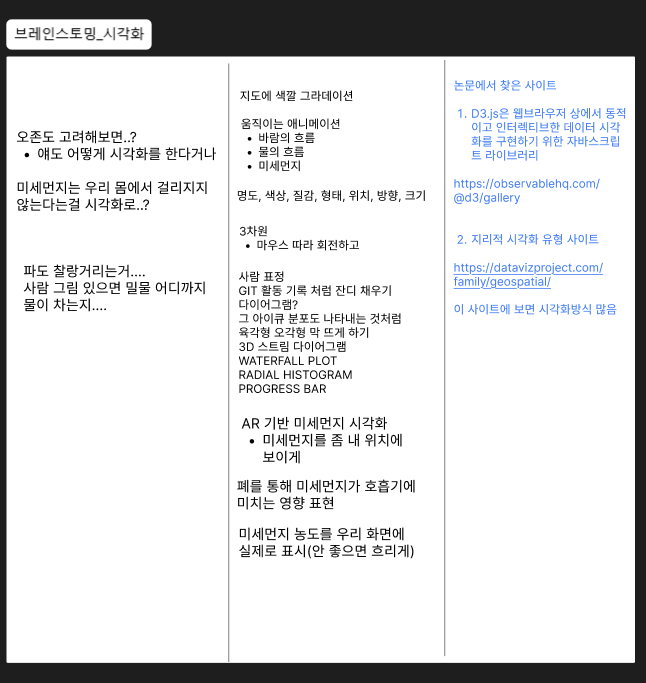 브레인스토밍_시각화
오존도 고려해보면..?
• 얘도 어떻게 시각화를 한다거나
미세먼지는 우리 몸에서 걸리지지
않는다는걸 시각화로..?
파도 찰랑거리는거....
사람 그림 있으면 밀물 어디까지
물이 차는지....
지도에 색깔 그라데이션
움직이는 애니메이션
• 바람의 흐름
• 물의 흐름
• 미세먼지
명도, 색상, 질감, 형태, 위치, 방향, 크기
3차원
• 마우스 따라 회전하고
사람 표정
GIT 활동 기록 처럼 잔디 채우기
다이어그램?
그 아이큐 분포도 나타내는 것처럼
육각형 오각형 막 뜨게 하기
3D 스트림 다이어그램
WATERFALL PLOT
RADIAL HISTOGRAM
PROGRESS BAR
AR 기반 미세먼지 시각화
• 미세먼지를 좀 내 위치에
보이게
폐를 통해 미세먼지가 호흡기에
미치는 영향 표현
미세먼지 농도를 우리 화면에
실제로 표시(안 좋으면 흐리게)
논문에서 찾은 사이트
1. D3.js은 웹브라우저 상에서 동적
이고 인터렉티브한 데이터 시각
화를 구현하기 위한 자바스크립
트 라이브러리
https://observablehq.com/
@d3/gallery
2. 지리적 시각화 유형 사이트
https://datavizproject.com/
family/geospatial/
이 사이트에 보면 시각화방식 많음